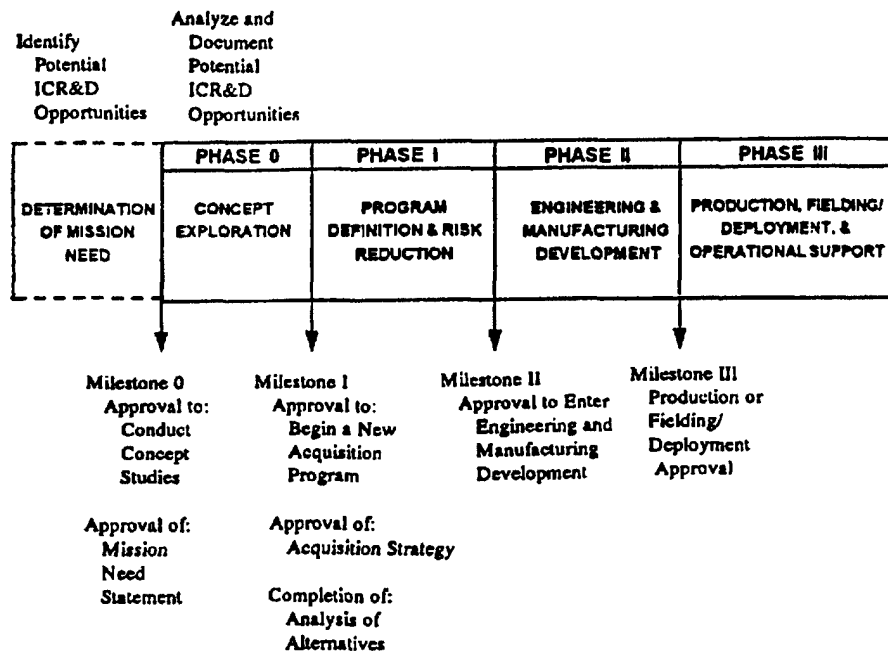 Identify
Potential
ICR&D
Opportunities
Analyze and
Document
Potential
ICR&D
Opportunities
DETERMINATION
OF MISSION
NEED
PHASE 0
CONCEPT
EXPLORATION
PHASE I
PROGRAM
DEFINITION & RISK
REDUCTION
PHASE II
ENGINEERING &
MANUFACTURING
DEVELOPMENT
PHASE III
PRODUCTION, FIELDING/
DEPLOYMENT, &
OPERATIONAL SUPPORT
Milestone 0
Approval to:
Conduct
Concept
Studies
Approval of:
Mission
Need
Statement
Milestone I
Approval to:
Begin a New
Acquisition
Program
Approval of:
Acquisition Strategy
Completion of:
Analysis of
Alternatives
Milestone II
Approval to Enter
Engineering and
Manufacturing
Development
Milestone III
Production or
Fielding/
Deployment
Approval